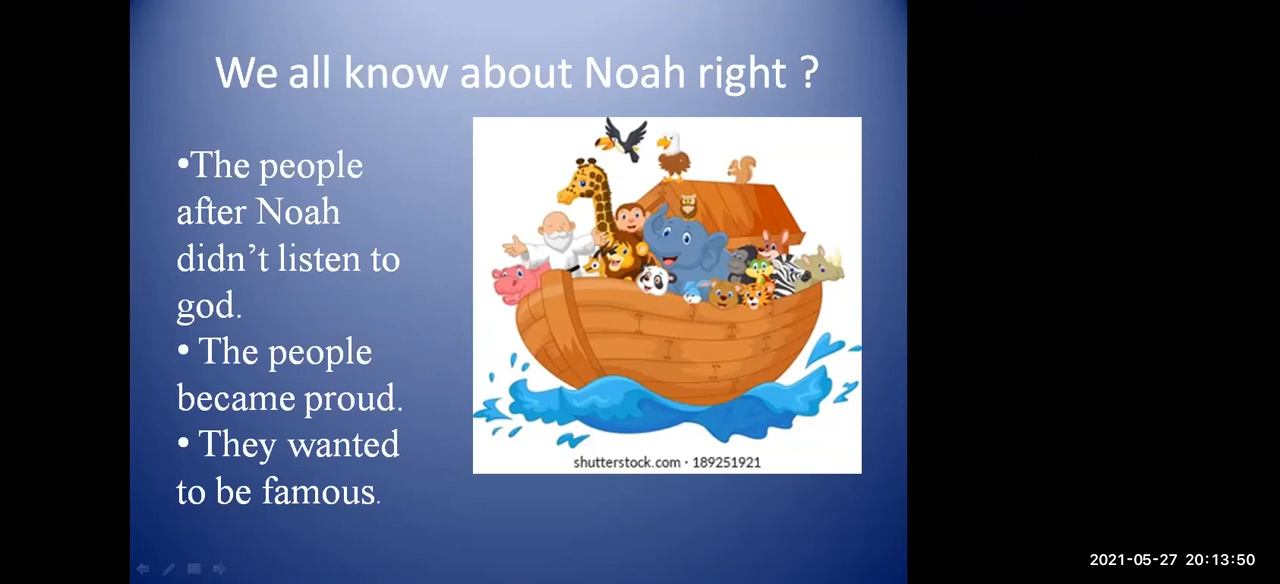 We all know about Noah right ?
•The people
after Noah
didn’t listen to
god.
• The people
became proud.
• They wanted
to be famous.
shutterstock.com · 189251921
2021-05-27 20:13:50